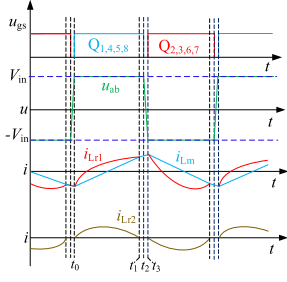 u_gs
Q_1,4,5,8 Q_2,3,6,7
t
V_in
u_ab
u
t
-V_in
i_Lr1 i_Lm
i
t
i_Lr2
i
t
t_0 t_1 t_2 t_3